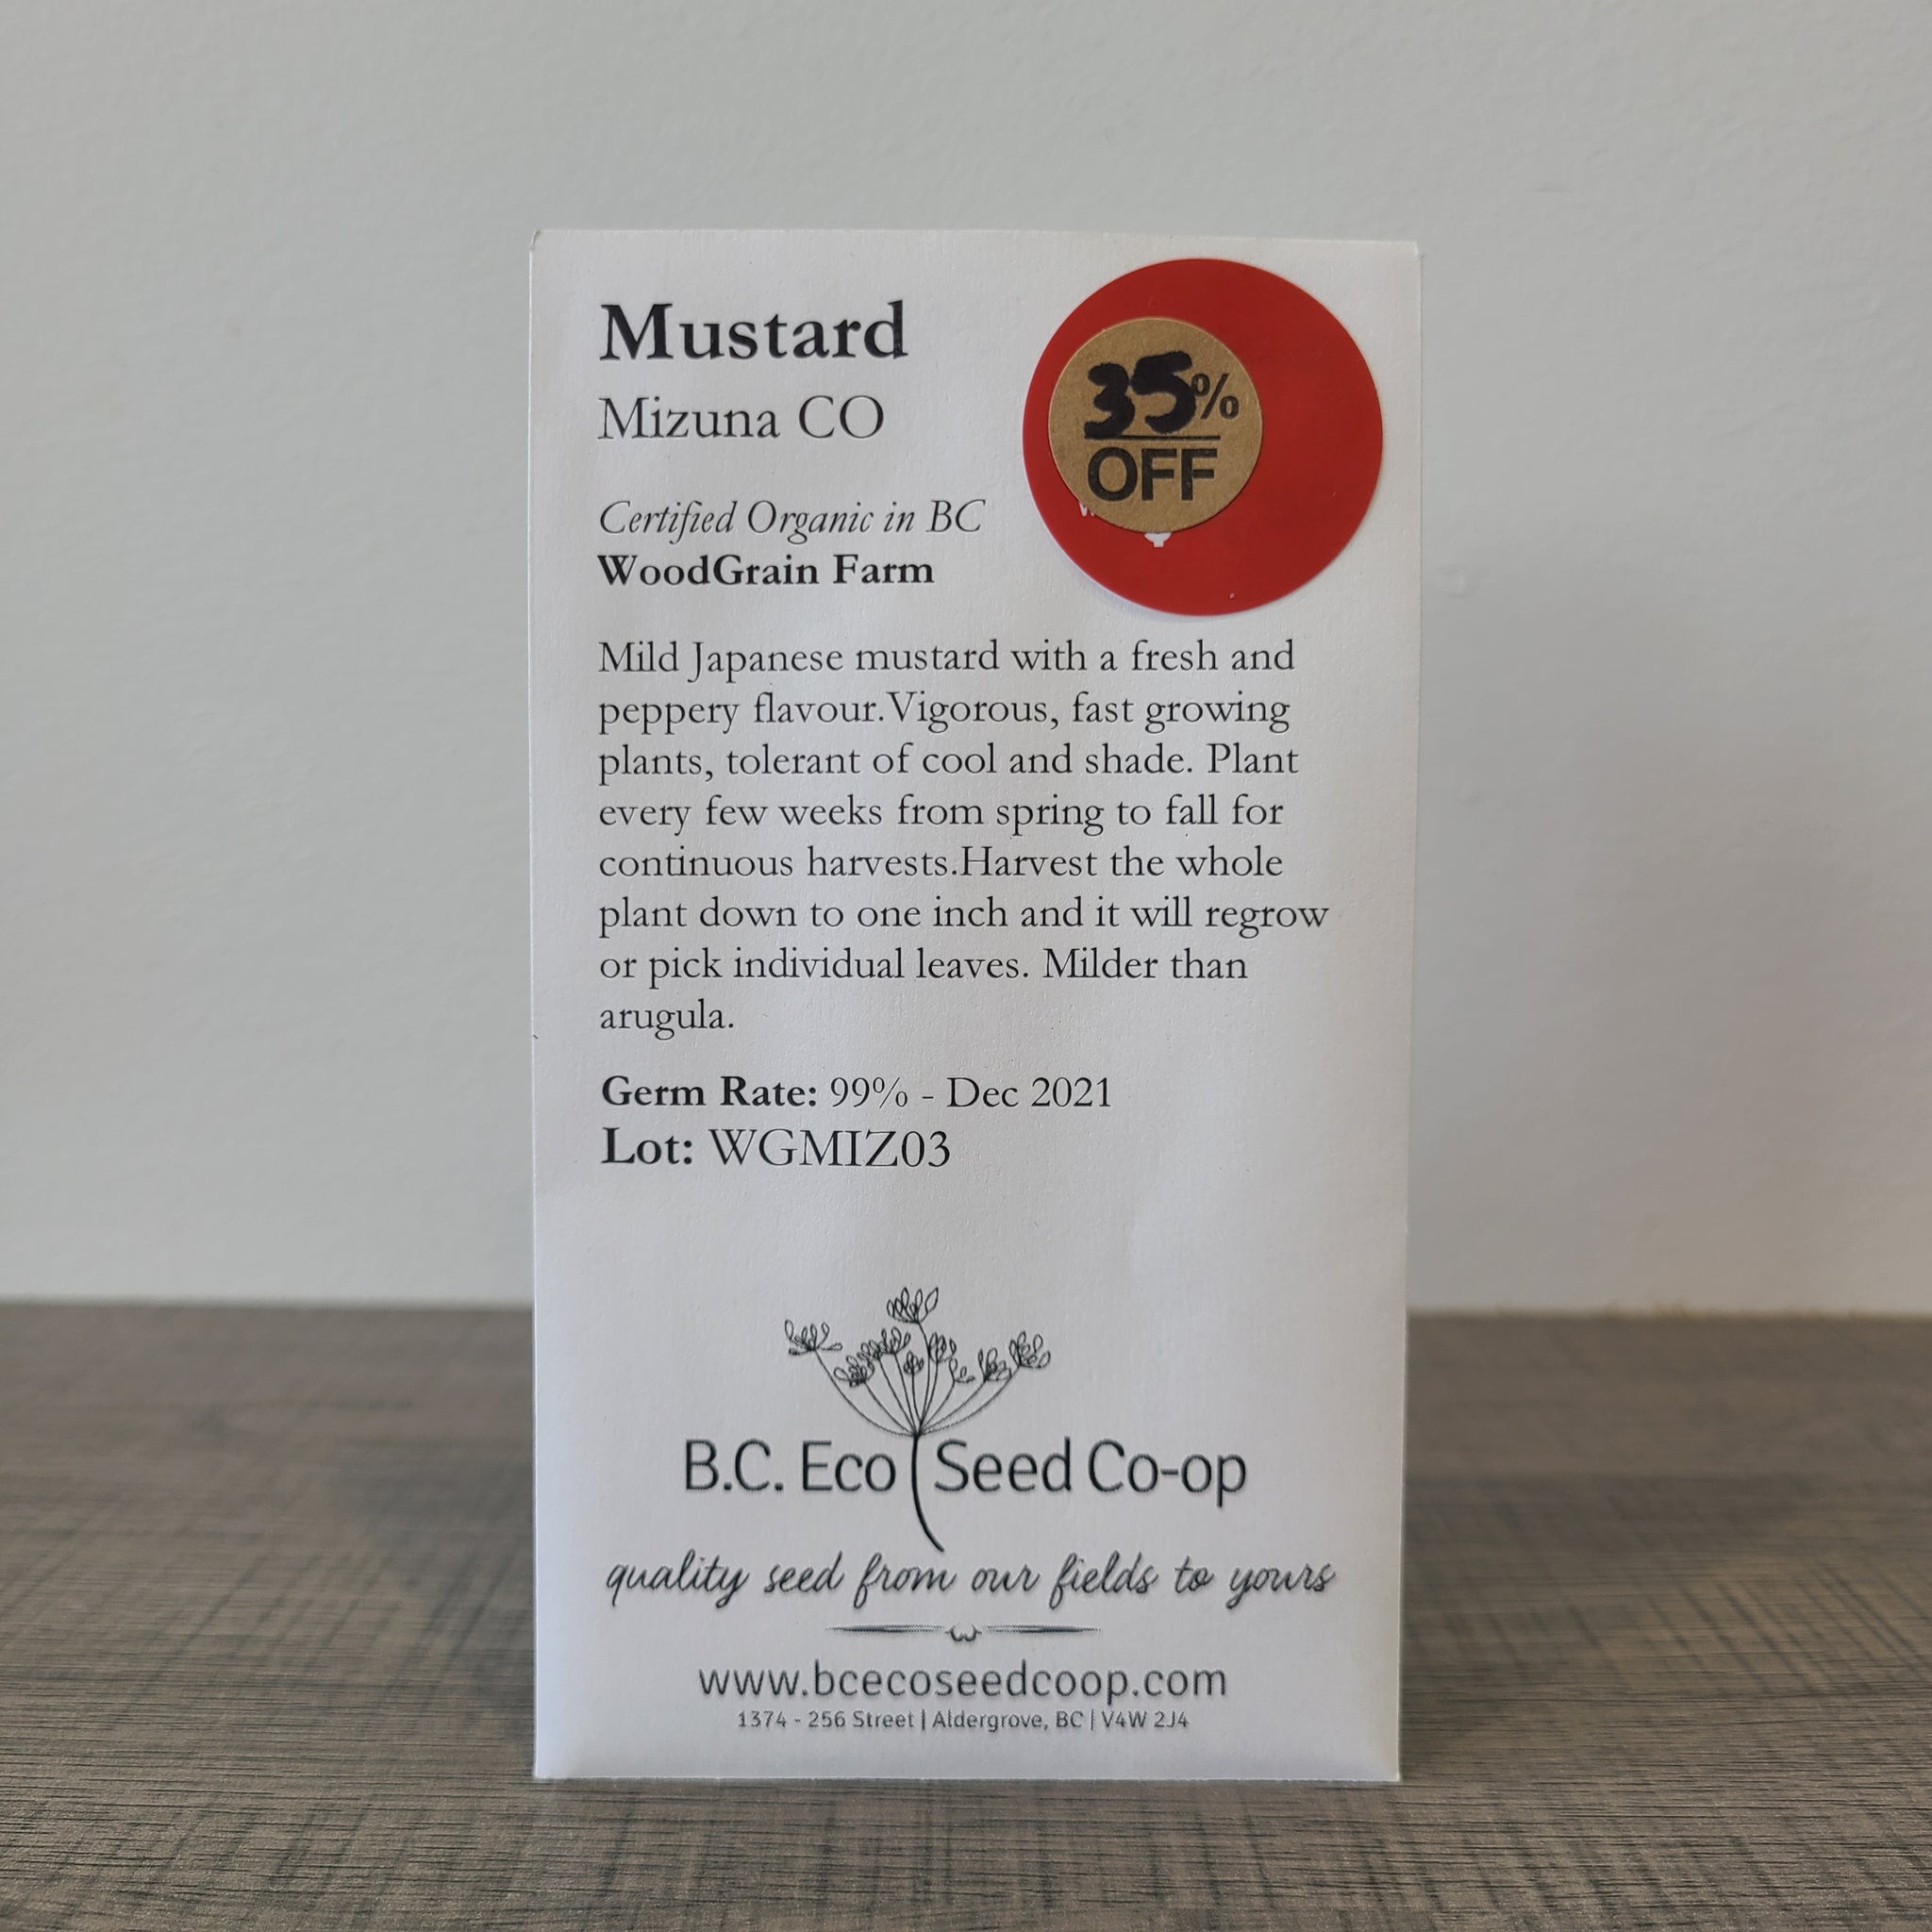 Mustard
Mizuna CO
35%
OFF
Certified Organic in BC
WoodGrain Farm
Mild Japanese mustard with a fresh and
peppery flavour.Vigorous, fast growing
plants, tolerant of cool and shade. Plant
every few weeks from spring to fall for
continuous harvests.Harvest the whole
plant down to one inch and it will regrow
or pick individual leaves. Milder than
arugula.
Germ Rate: 99% - Dec 2021
Lot: WGMIZ03
B.C. Eco Seed Co-op
quality seed from our fields to yours
www.bcecoseedcoop.com
1374 - 256 Street | Aldergrove, BC | V4W 2J4